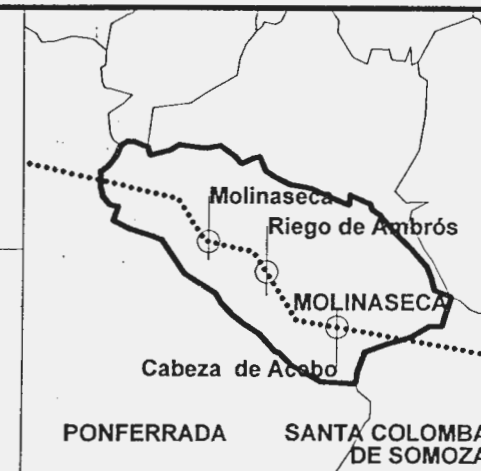 Molinaseca
Riego de Ambrós
MOLINASECA
Cabeza de Acebo
PONFERRADA
SANTA COLOMBA
DE SOMOZA